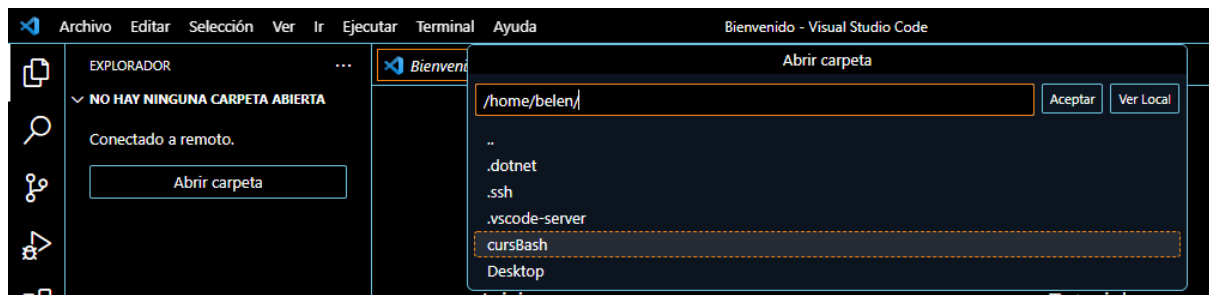 Archivo Editar Selección Ver Ir Ejecutar Terminal Ayuda Bienvenido - Visual Studio Code
EXPLORADOR ...
Bienveni
Abrir carpeta
NO HAY NINGUNA CARPETA ABIERTA
/home/belen/
Aceptar Ver Local
Conectado a remoto.
Abrir carpeta
..
.dotnet
.ssh
.vscode-server
cursBash
Desktop